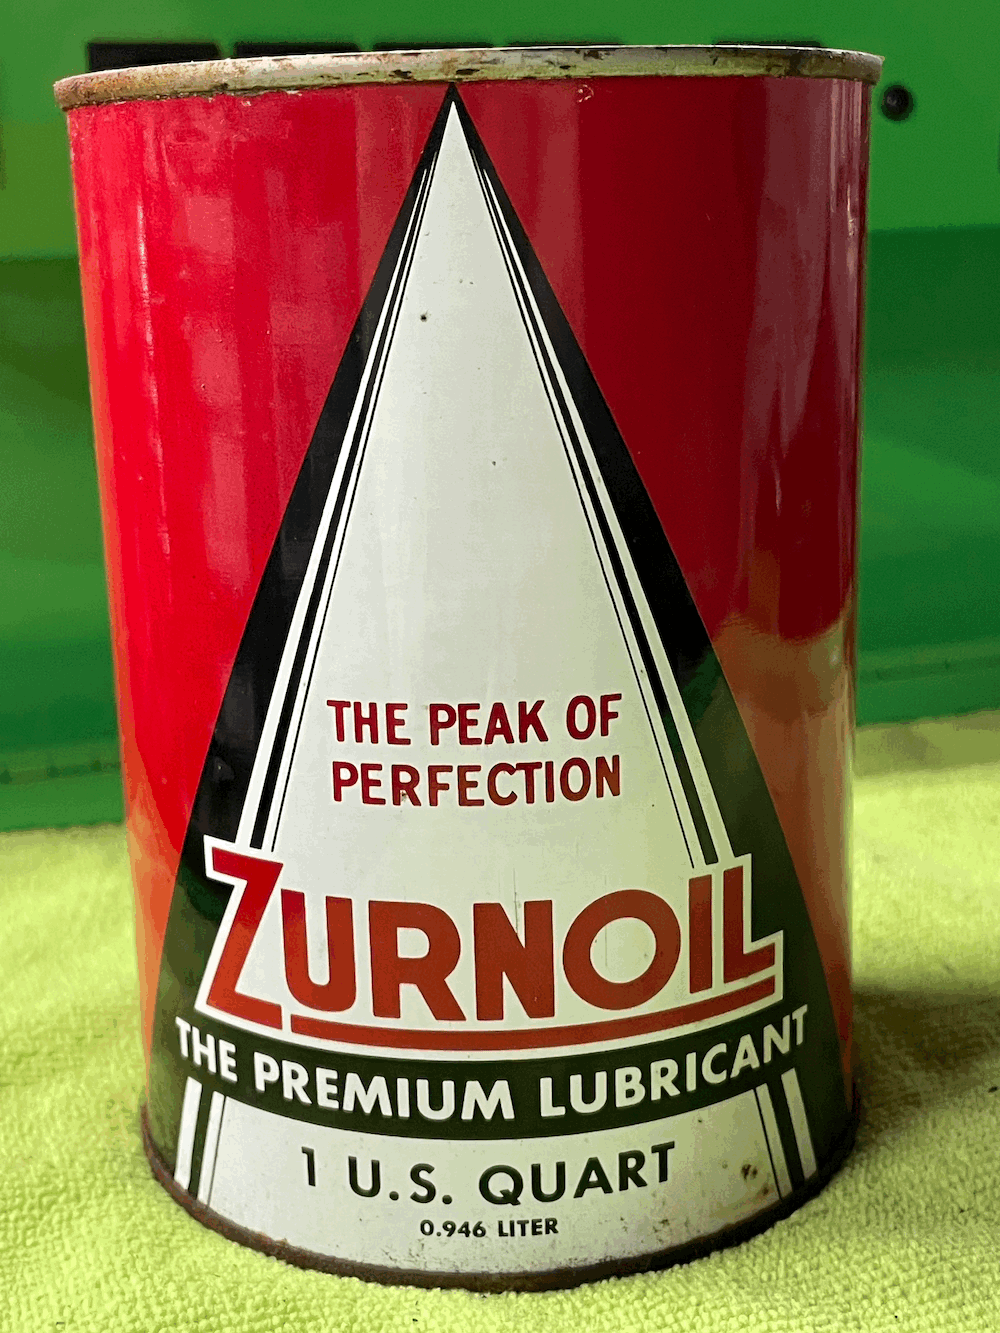 THE PEAK OF
PERFECTION
ZURNOIL
THE PREMIUM LUBRICANT
1 U.S. QUART
0.946 LITER